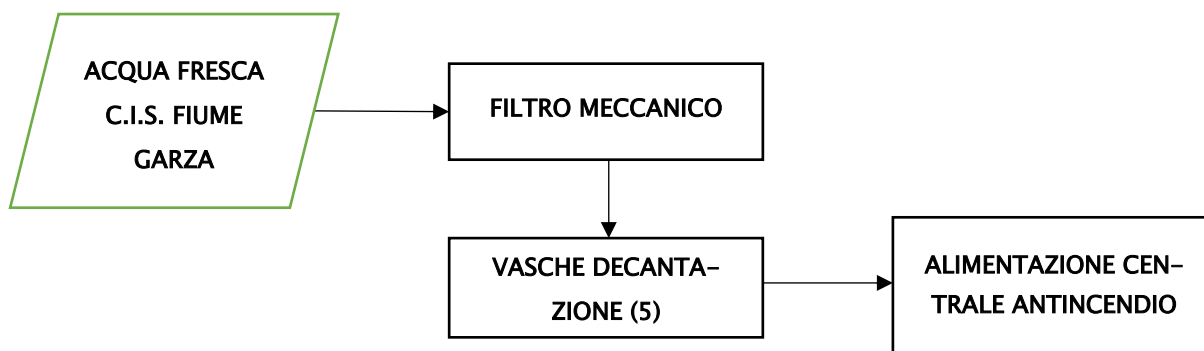 ACQUA FRESCA
C.I.S. FIUME
GARZA
FILTRO MECCANICO
VASCHE DECANTA-
ZIONE (5)
ALIMENTAZIONE CEN-
TRALE ANTINCENDIO